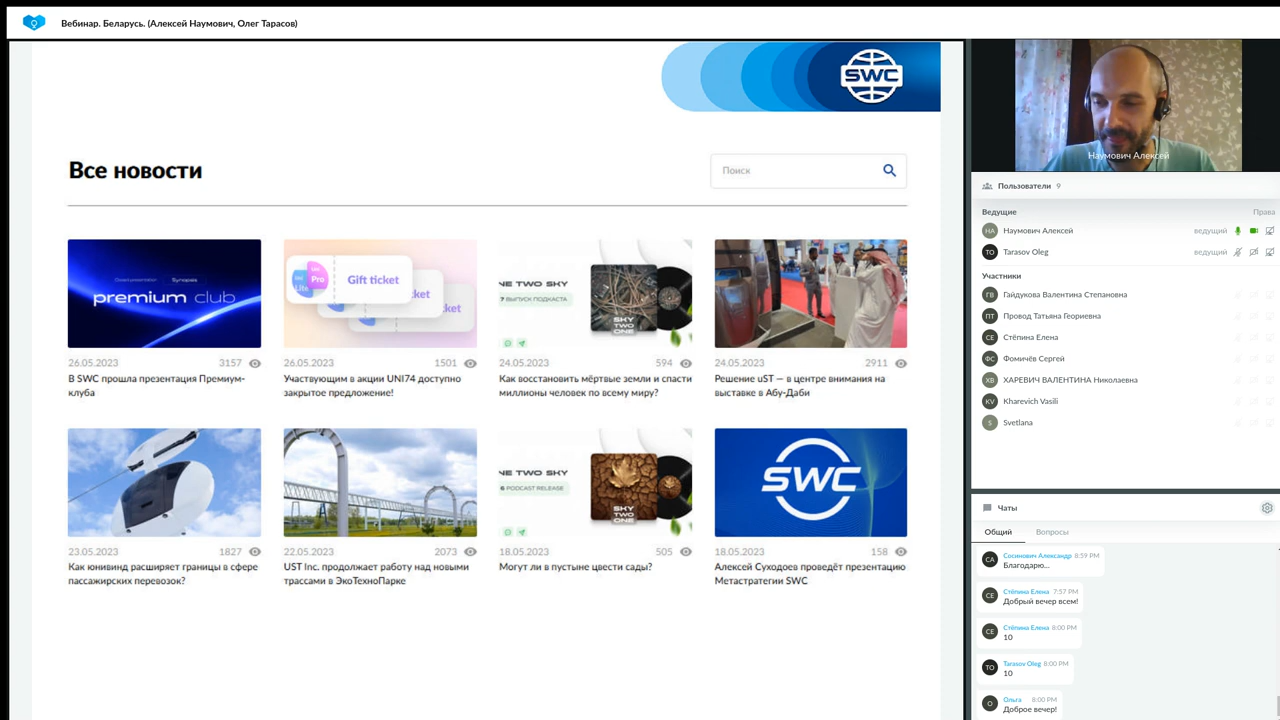 Вебинар. Беларусь. (Алексей Наумович, Олег Тарасов)
SWC
Все новости
Поиск
premium club
Gift ticket
Pro
Lite
ket
ket
NE TWO SKY
7 ВЫПУСК ПОДКАСТА
SKY
TWO
ONE
26.05.2023 3157
В SWC прошла презентация Премиум-
клуба
26.05.2023 1501
Участвующим в акции UNI74 доступно
закрытое предложение!
24.05.2023 594
Как восстановить мёртвые земли и спасти
миллионы человек по всему миру?
24.05.2023 2911
Решение uST — в центре внимания на
выставке в Абу-Даби
NE TWO SKY
6 PODCAST RELEASE
SKY
TWO
ONE
SWC
23.05.2023 1827
Как юнивинд расширяет границы в сфере
пассажирских перевозок?
22.05.2023 2073
UST Inc. продолжает работу над новыми
трассами в ЭкоТехноПарке
18.05.2023 505
Могут ли в пустыне цвести сады?
18.05.2023 158
Алексей Суходоев проведёт презентацию
Метастратегии SWC
Наумович Алексей
Пользователи 9
Ведущие Права
НА Наумович Алексей ведущий
TO Tarasov Oleg ведущий
Участники
ГВ Гайдукова Валентина Степановна
ПТ Провод Татьяна Георниевна
СЕ Стёпина Елена
ФС Фомичёв Сергей
ХВ ХАРЕВИЧ ВАЛЕНТИНА Николаевна
KV Kharevich Vasili
S Svetlana
Чаты
Общий Вопросы
СА Сосинович Александр 8:59 PM
Благодарю...
СЕ Стёпина Елена 7:57 PM
Добрый вечер всем!
СЕ Стёпина Елена 8:00 PM
10
TO Tarasov Oleg 8:00 PM
10
О Ольга 8:00 PM
Доброе вечер!